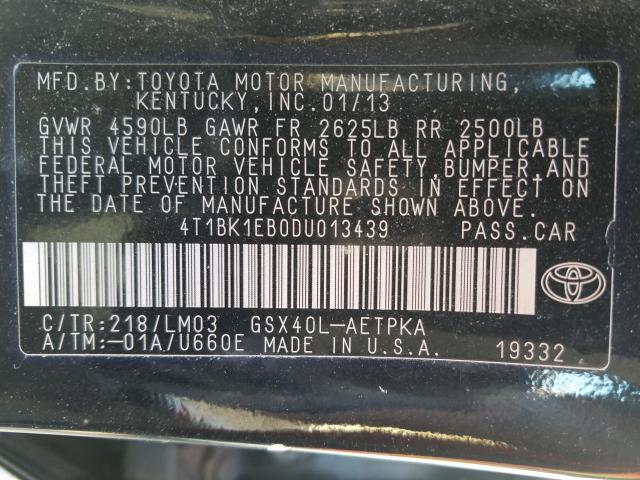 MFD.BY:TOYOTA MOTOR MANUFACTURING,
KENTUCKY,INC.01/13
GVWR 4590LB GAWR FR 2625LB RR 2500LB
THIS VEHICLE CONFORMS TO ALL APPLICABLE
FEDERAL MOTOR VEHICLE SAFETY,BUMPER,AND
THEFT PREVENTION STANDARDS IN EFFECT ON
THE DATE OF MANUFACTURE SHOWN ABOVE.
4T1BK1EB0DU013439 PASS.CAR
C/TR:218/LM03 GSX40L-AETPKA
A/TM:-01A/U660E MADE IN U.S.A. 19332